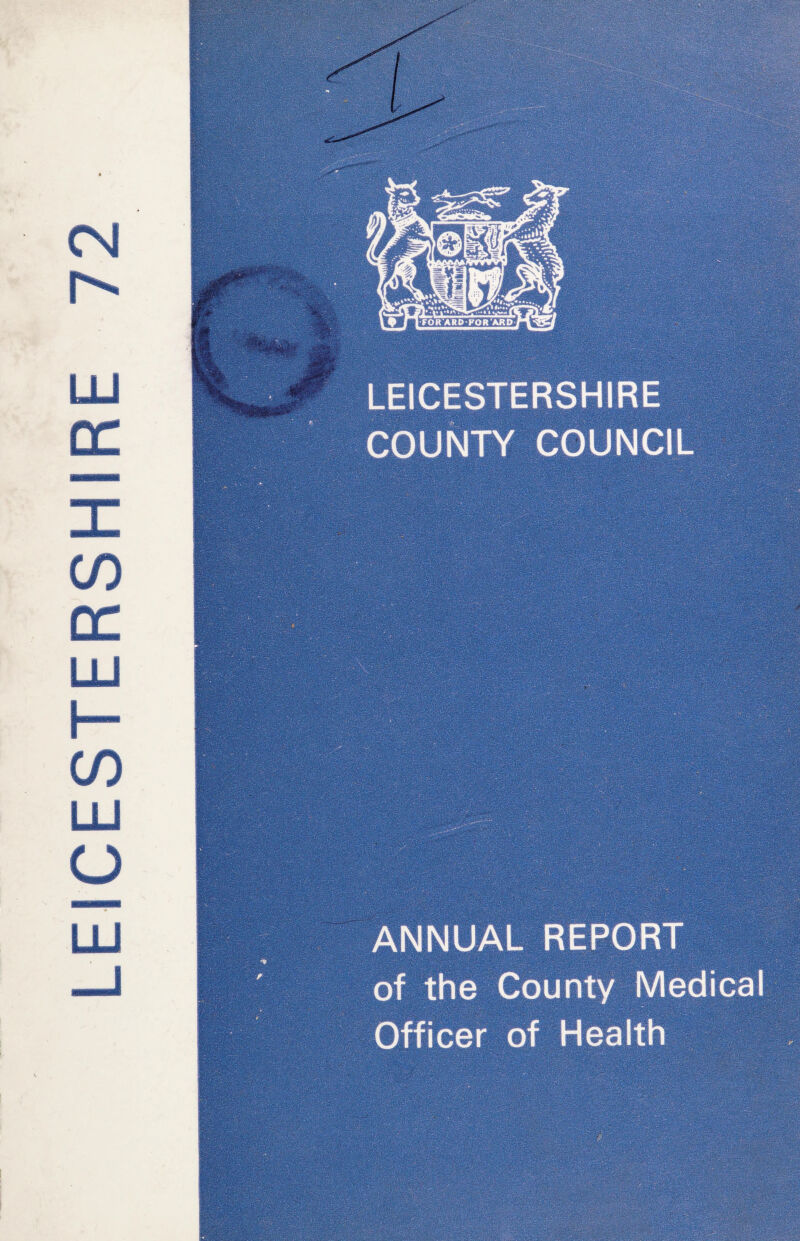 LEICESTERSHIRE 72
I
FOR'ARD FOR'ARD
LEICESTERSHIRE
COUNTY COUNCIL
ANNUAL REPORT
of the County Medical
Officer of Health